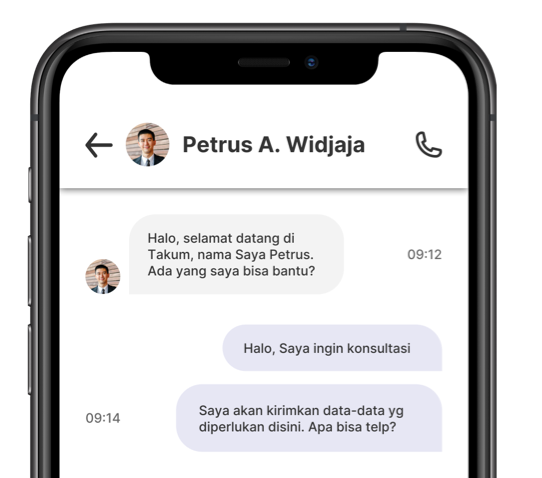 Petrus A. Widjaja
Halo, selamat datang di
Takum, nama Saya Petrus.
Ada yang saya bisa bantu?
09:12
Halo, Saya ingin konsultasi
09:14
Saya akan kirimkan data-data yg
diperlukan disini. Apa bisa telp?